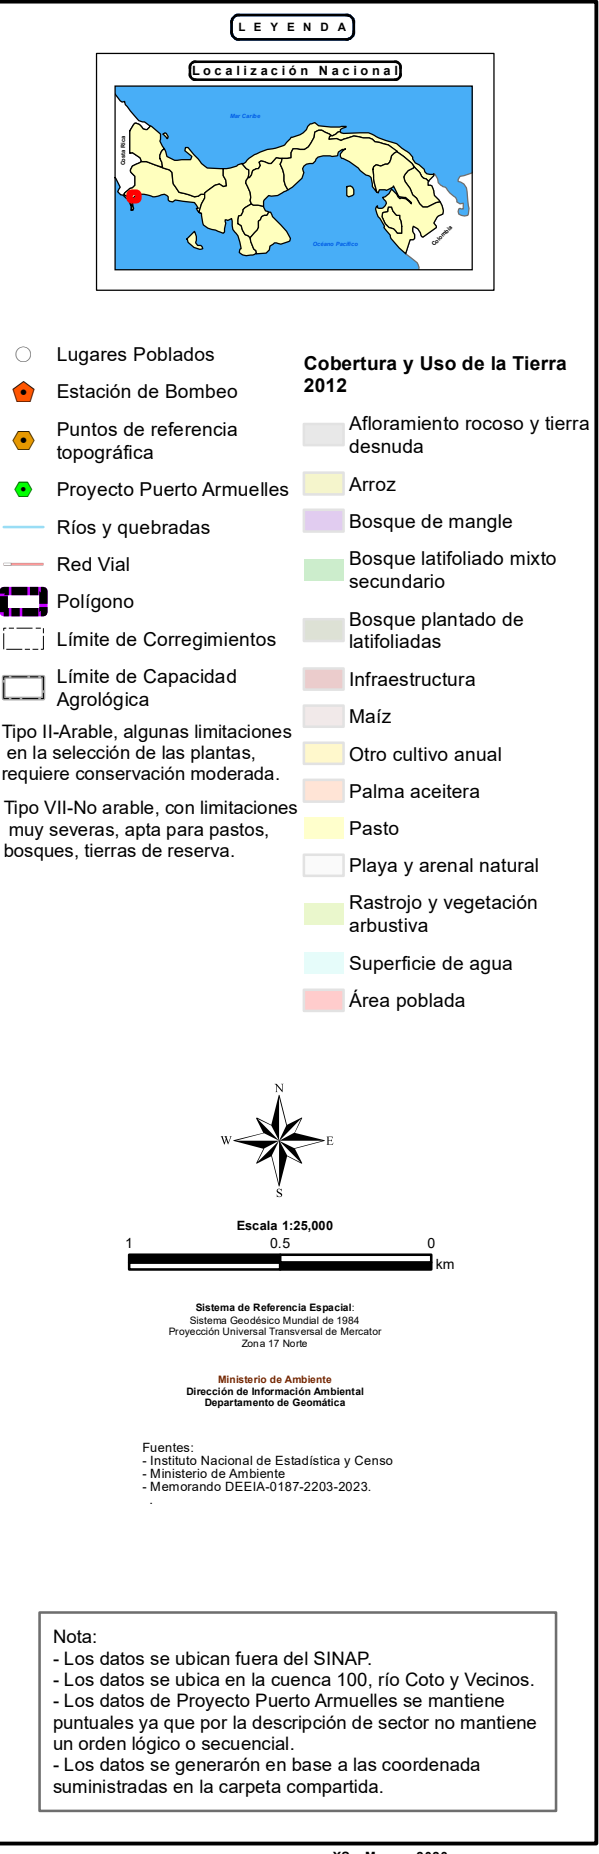 LEYENDA
Localización Nacional
Mar Caribe
Costa Rica
Océano Pacífico
Colombia
Lugares Poblados
Estación de Bombeo
Puntos de referencia
topográfica
Proyecto Puerto Armuelles
Ríos y quebradas
Red Vial
Polígono
Límite de Corregimientos
Límite de Capacidad
Agrológica
Tipo II-Arable, algunas limitaciones
en la selección de las plantas,
requiere conservación moderada.
Tipo VII-No arable, con limitaciones
muy severas, apta para pastos,
bosques, tierras de reserva.
Cobertura y Uso de la Tierra
2012
Afloramiento rocoso y tierra
desnuda
Arroz
Bosque de mangle
Bosque latifoliado mixto
secundario
Bosque plantado de
latifoliadas
Infraestructura
Maíz
Otro cultivo anual
Palma aceitera
Pasto
Playa y arenal natural
Rastrojo y vegetación
arbustiva
Superficie de agua
Área poblada
N
W
E
S
Escala 1:25,000
1 0.5 0
km
Sistema de Referencia Espacial:
Sistema Geodésico Mundial de 1984
Proyección Universal Transversal de Mercator
Zona 17 Norte
Ministerio de Ambiente
Dirección de Información Ambiental
Departamento de Geomática
Fuentes:
- Instituto Nacional de Estadística y Censo
- Ministerio de Ambiente
- Memorando DEEIA-0187-2203-2023.
.
Nota:
- Los datos se ubican fuera del SINAP.
- Los datos se ubica en la cuenca 100, río Coto y Vecinos.
- Los datos de Proyecto Puerto Armuelles se mantiene
puntuales ya que por la descripción de sector no mantiene
un orden lógico o secuencial.
- Los datos se generarón en base a las coordenada
suministradas en la carpeta compartida.